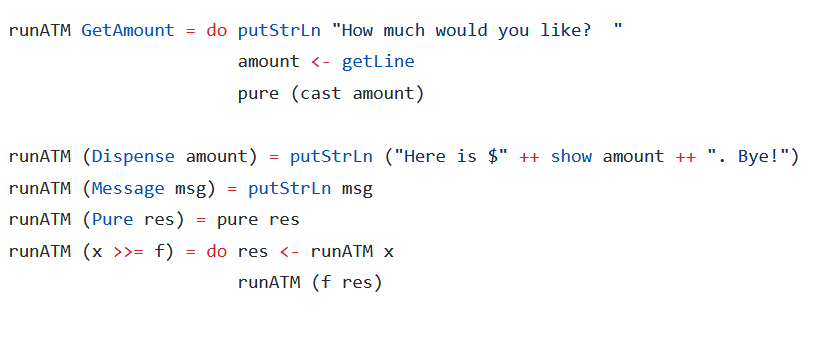 runATM GetAmount = do putStrLn "How much would you like?  "
                      amount <- getLine
                      pure (cast amount)

runATM (Dispense amount) = putStrLn ("Here is $" ++ show amount ++ ". Bye!")
runATM (Message msg) = putStrLn msg
runATM (Pure res) = pure res
runATM (x >>= f) = do res <- runATM x
                      runATM (f res)